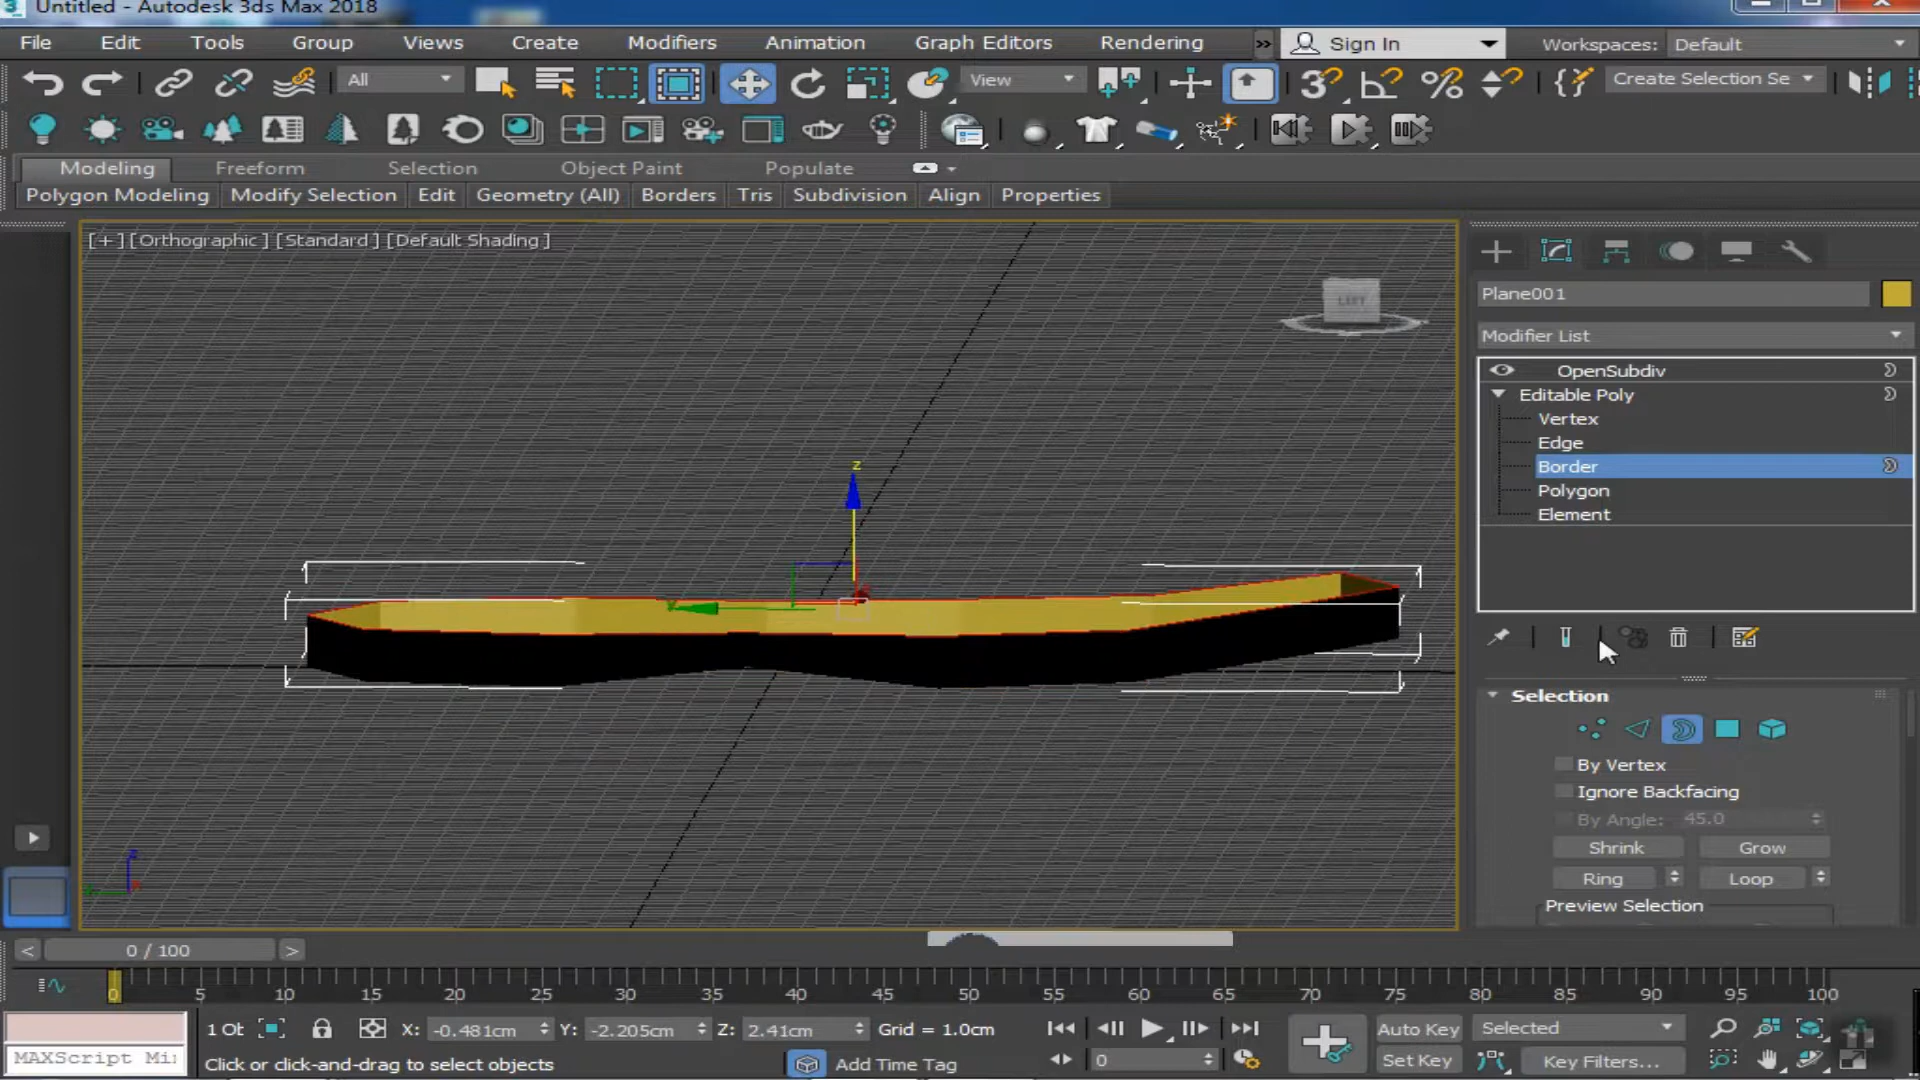 Untitled - Autodesk 3ds Max 2018
File Edit Tools Group Views Create Modifiers Animation Graph Editors Rendering >> Sign In Workspaces: Default
All View Create Selection Se
Modeling Freeform Selection Object Paint Populate
Polygon Modeling Modify Selection Edit Geometry (All) Borders Tris Subdivision Align Properties
[+] [Orthographic ] [Standard ] [Default Shading ]
LEFT
Plane001
Modifier List
OpenSubdiv
Editable Poly
Vertex
Edge
Border
Polygon
Element
z
y
Selection
By Vertex
Ignore Backfacing
By Angle: 45.0
Shrink Grow
Ring Loop
Preview Selection
z
< 0 / 100 >
0 5 10 15 20 25 30 35 40 45 50 55 60 65 70 75 80 85 90 95 100
1 Ob X: -0.481cm Y: -2.205cm Z: 2.41cm Grid = 1.0cm Auto Key Selected
MAXScript Mi Click or click-and-drag to select objects Add Time Tag 0 Set Key Key Filters...